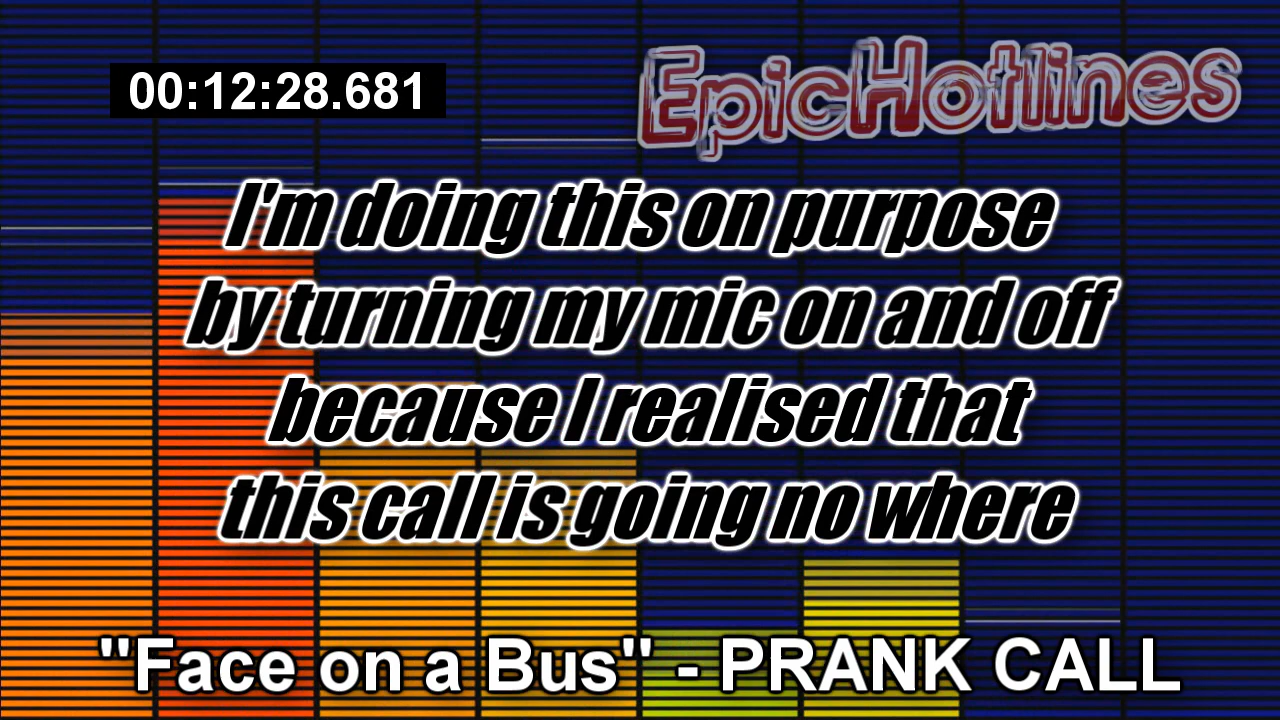 00:12:28.681
EpicHotlines
I'm doing this on purpose
by turning my mic on and off
because I realised that
this call is going no where
"Face on a Bus" - PRANK CALL